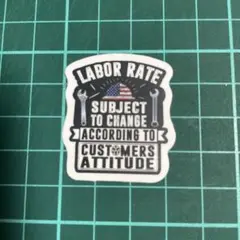 LABOR RATE
SUBJECT
TO CHANGE
ACCORDING TO
CUSTOMERS
ATTITUDE